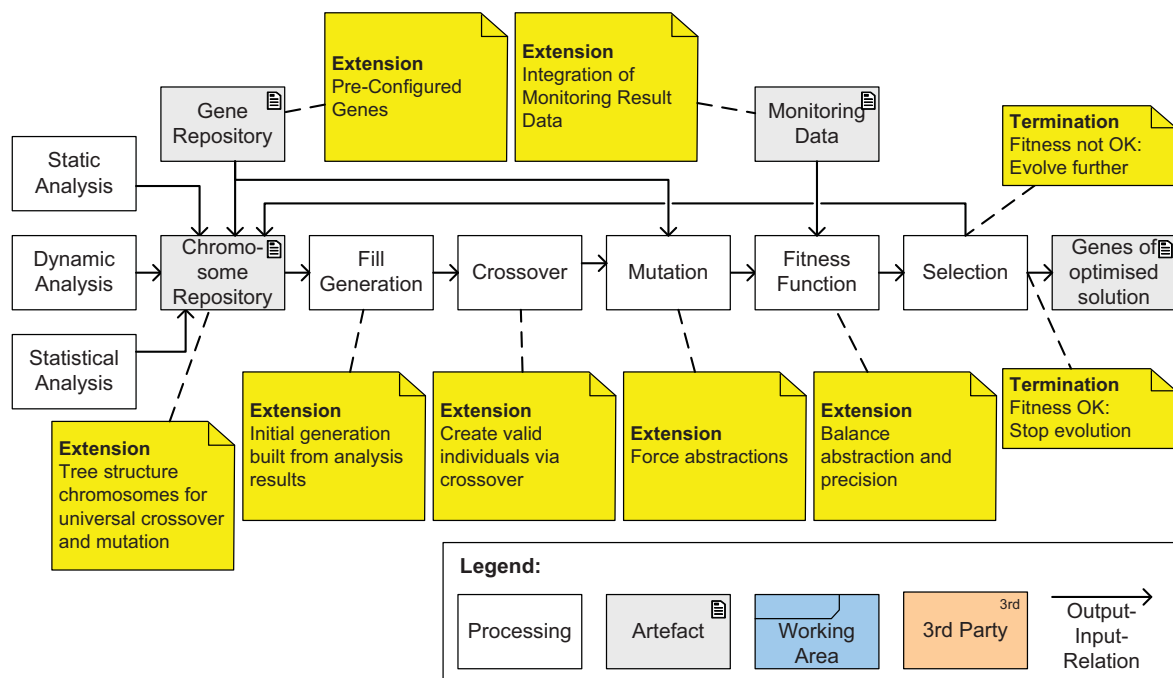 Extension
Pre-Configured
Genes
Extension
Integration of
Monitoring Result
Data
Gene
Repository
Monitoring
Data
Termination
Fitness not OK:
Evolve further
Static
Analysis
Dynamic
Analysis
Statistical
Analysis
Chromo-
some
Repository
Fill
Generation
Crossover
Mutation
Fitness
Function
Selection
Genes of
optimised
solution
Extension
Tree structure
chromosomes for
universal crossover
and mutation
Extension
Initial generation
built from analysis
results
Extension
Create valid
individuals via
crossover
Extension
Force abstractions
Extension
Balance
abstraction and
precision
Termination
Fitness OK:
Stop evolution
Legend:
Processing
Artefact
Working
Area
3rd
3rd Party
Output-
Input-
Relation